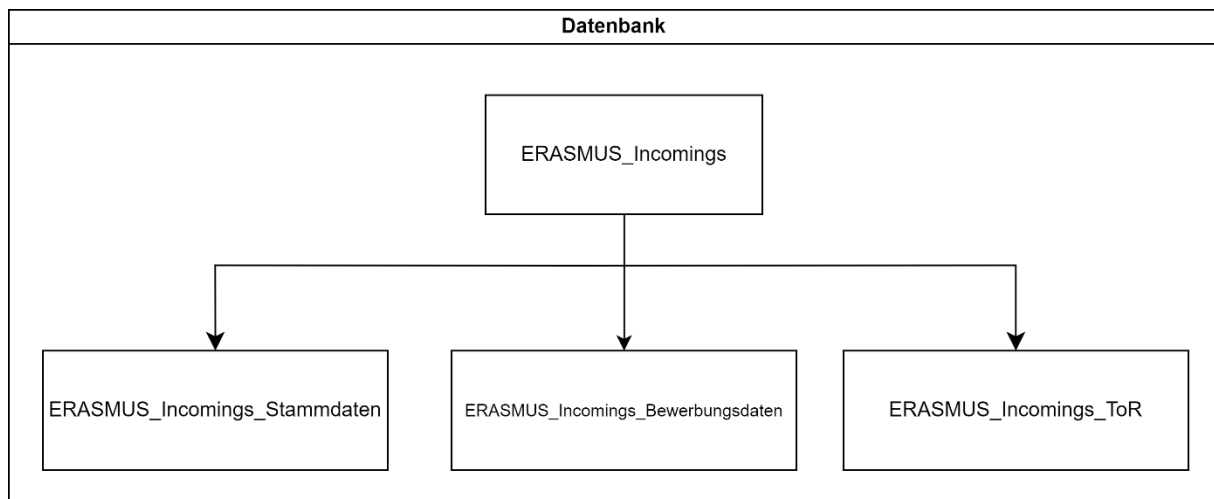 Datenbank
ERASMUS_Incomings
ERASMUS_Incomings_Stammdaten
ERASMUS_Incomings_Bewerbungsdaten
ERASMUS_Incomings_ToR